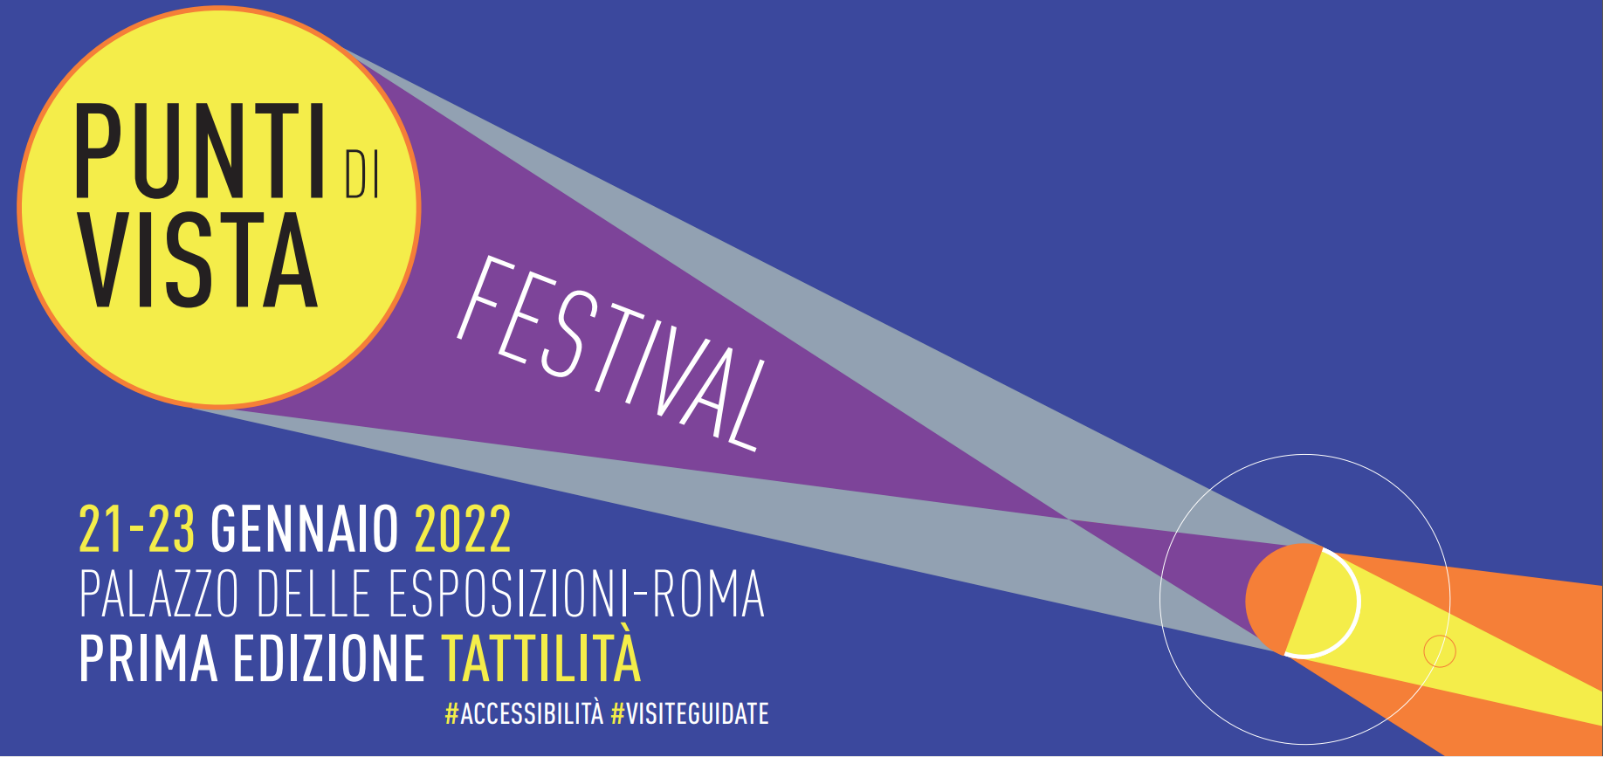 PUNTI DI
VISTA
FESTIVAL
21-23 GENNAIO 2022
PALAZZO DELLE ESPOSIZIONI-ROMA
PRIMA EDIZIONE TATTILITÀ
#ACCESSIBILITÀ #VISITEGUIDATE